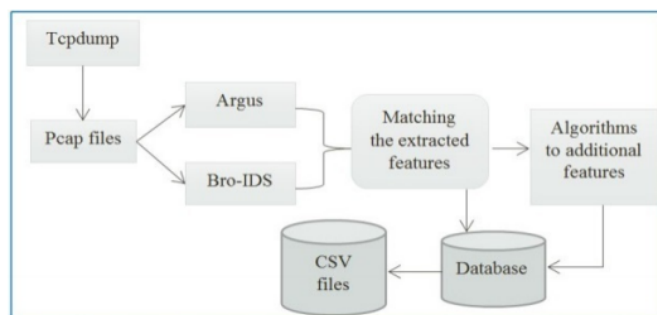 Tcpdump
Pcap files
Argus
Bro-IDS
Matching
the extracted
features
Algorithms
to additional
features
Database
CSV
files